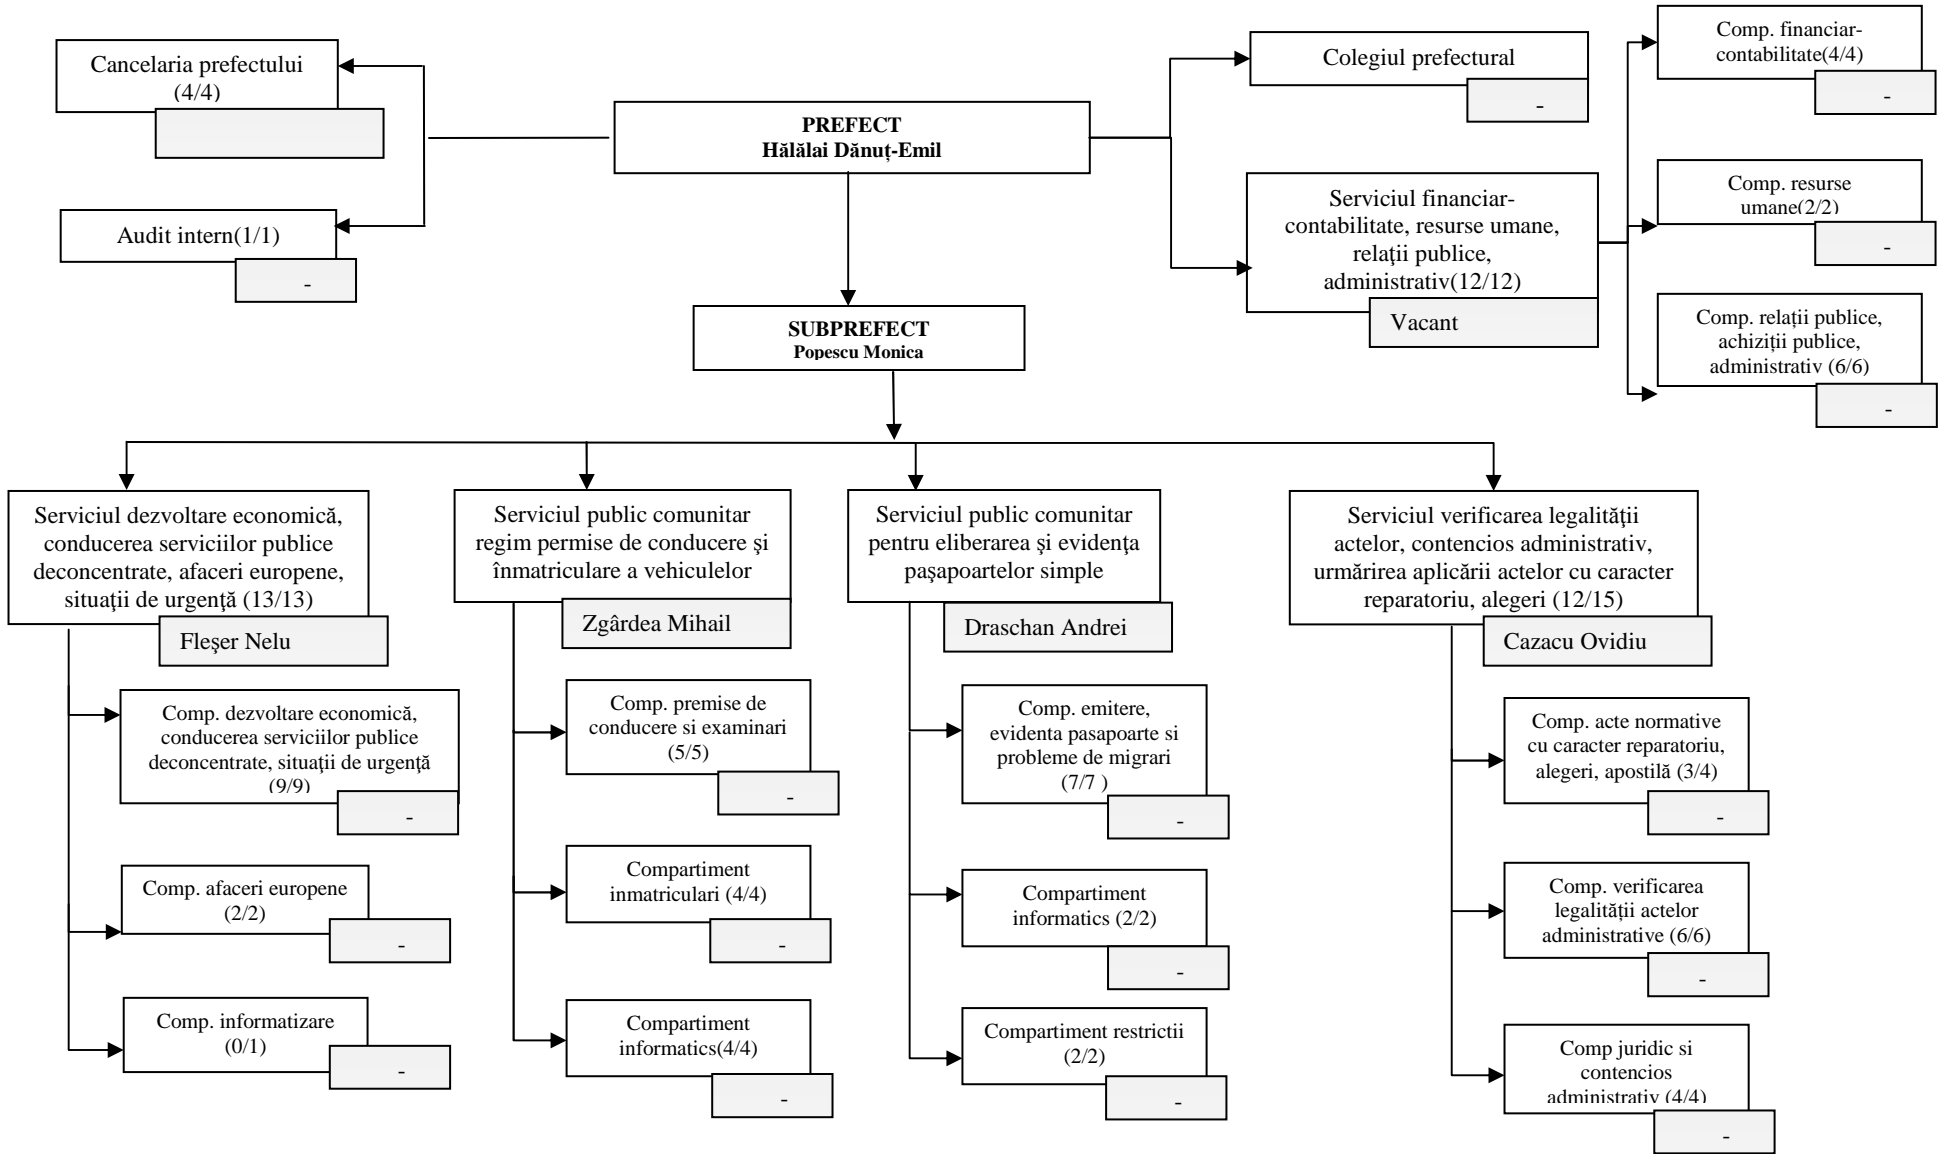 Cancelaria prefectului
(4/4)
Audit intern(1/1)
-
PREFECT
Hălălai Dănuț-Emil
SUBPREFECT
Popescu Monica
Colegiul prefectural
-
Serviciul financiar-
contabilitate, resurse umane,
relaţii publice,
administrativ(12/12)
Vacant
Comp. financiar-
contabilitate(4/4)
-
Comp. resurse
umane(2/2)
-
Comp. relații publice,
achiziții publice,
administrativ (6/6)
-
Serviciul dezvoltare economică,
conducerea serviciilor publice
deconcentrate, afaceri europene,
situaţii de urgenţă (13/13)
Fleşer Nelu
Comp. dezvoltare economică,
conducerea serviciilor publice
deconcentrate, situaţii de urgență
(9/9)
-
Comp. afaceri europene
(2/2)
-
Comp. informatizare
(0/1)
-
Serviciul public comunitar
regim permise de conducere şi
înmatriculare a vehiculelor
Zgârdea Mihail
Comp. premise de
conducere si examinari
(5/5)
-
Compartiment
inmatriculari (4/4)
-
Compartiment
informatics(4/4)
-
Serviciul public comunitar
pentru eliberarea şi evidenţa
paşapoartelor simple
Draschan Andrei
Comp. emitere,
evidenta pasapoarte si
probleme de migrari
(7/7 )
-
Compartiment
informatics (2/2)
-
Compartiment restrictii
(2/2)
-
Serviciul verificarea legalităţii
actelor, contencios administrativ,
urmărirea aplicării actelor cu caracter
reparatoriu, alegeri (12/15)
Cazacu Ovidiu
Comp. acte normative
cu caracter reparatoriu,
alegeri, apostilă (3/4)
-
Comp. verificarea
legalității actelor
administrative (6/6)
-
Comp juridic si
contencios
administrativ (4/4)
-